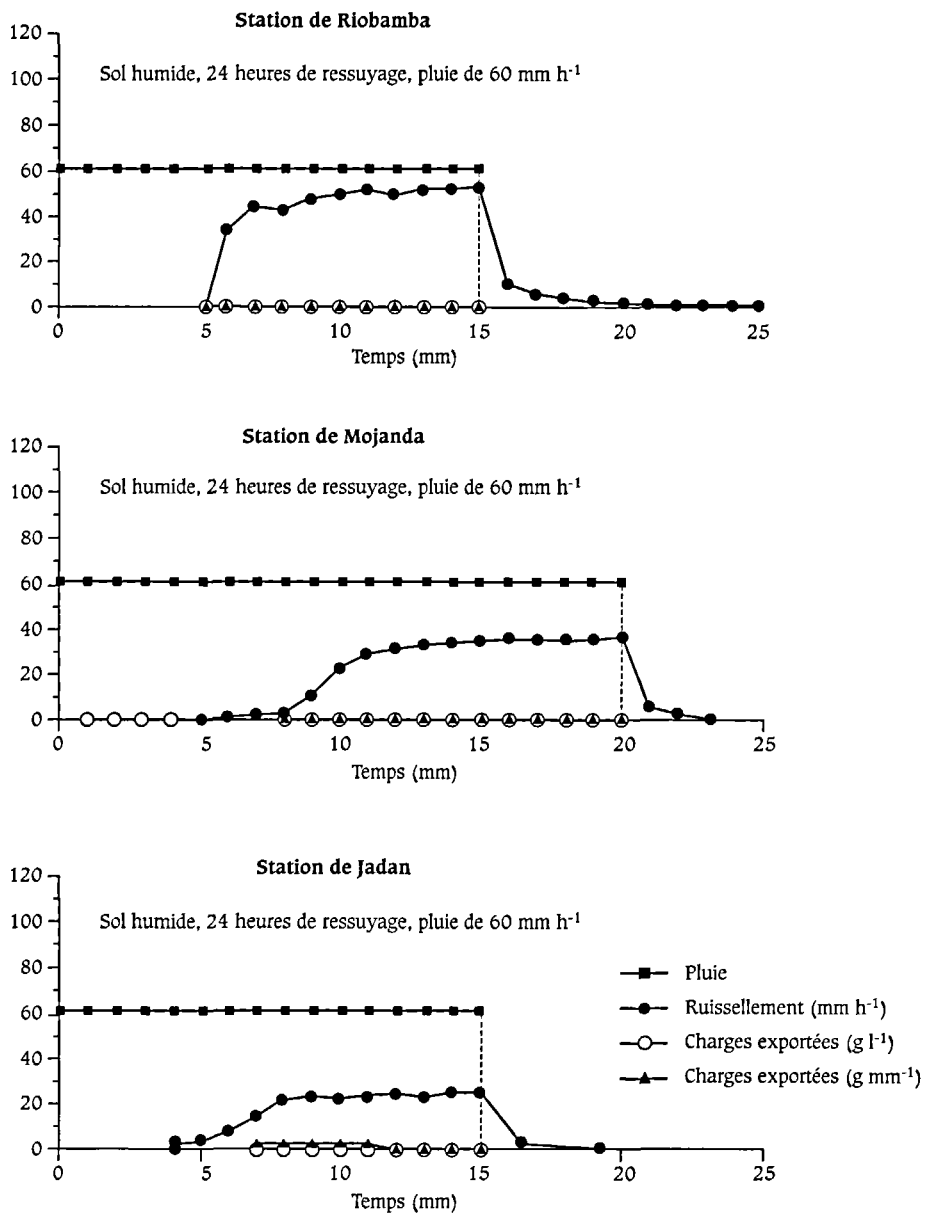 Station de Riobamba
120
Sol humide, 24 heures de ressuyage, pluie de 60 mm h-1
100
80
60
40
20
0
0 5 10 15 20 25
Temps (mm)
Station de Mojanda
120
Sol humide, 24 heures de ressuyage, pluie de 60 mm h-1
100
80
60
40
20
0
0 5 10 15 20 25
Temps (mm)
Station de Jadan
120
Sol humide, 24 heures de ressuyage, pluie de 60 mm h-1
100
80
60
40
20
0
0 5 10 15 20 25
Temps (mm)
Pluie
Ruissellement (mm h-1)
Charges exportées (g l-1)
Charges exportées (g mm-1)